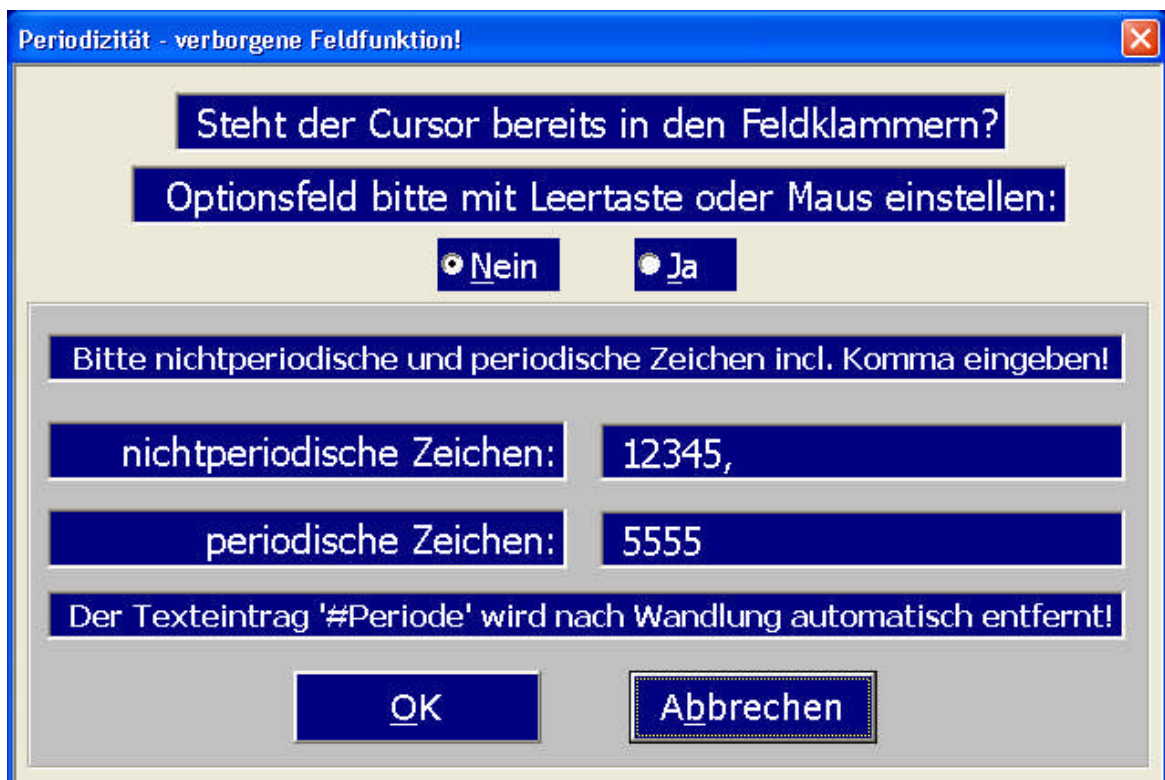 Periodizität - verborgene Feldfunktion!
Steht der Cursor bereits in den Feldklammern?
Optionsfeld bitte mit Leertaste oder Maus einstellen:
Nein Ja
Bitte nichtperiodische und periodische Zeichen incl. Komma eingeben!
nichtperiodische Zeichen: 12345,
periodische Zeichen: 5555
Der Texteintrag '#Periode' wird nach Wandlung automatisch entfernt!
OK Abbrechen